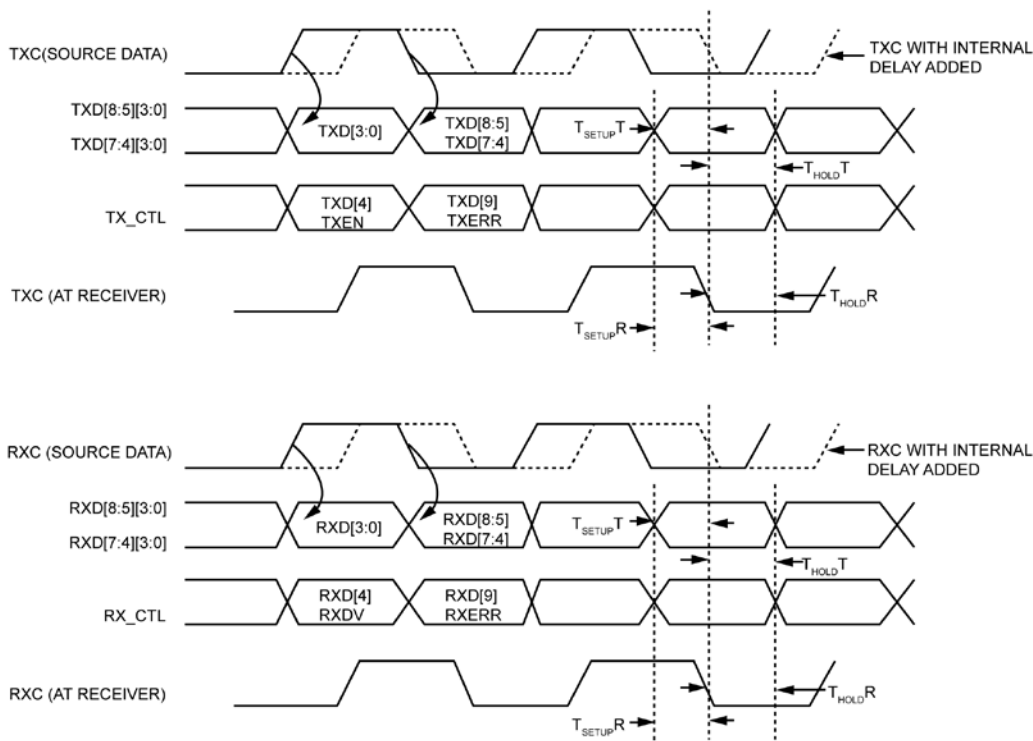 TXC(SOURCE DATA)
TXC WITH INTERNAL
DELAY ADDED
TXD[8:5][3:0]
TXD[7:4][3:0]
TXD[3:0]
TXD[8:5]
TXD[7:4]
TSETUPT
THOLDT
TX_CTL
TXD[4]
TXEN
TXD[9]
TXERR
TXC (AT RECEIVER)
THOLDR
TSETUPR
RXC (SOURCE DATA)
RXC WITH INTERNAL
DELAY ADDED
RXD[8:5][3:0]
RXD[7:4][3:0]
RXD[3:0]
RXD[8:5]
RXD[7:4]
TSETUPT
THOLDT
RX_CTL
RXD[4]
RXDV
RXD[9]
RXERR
RXC (AT RECEIVER)
THOLDR
TSETUPR